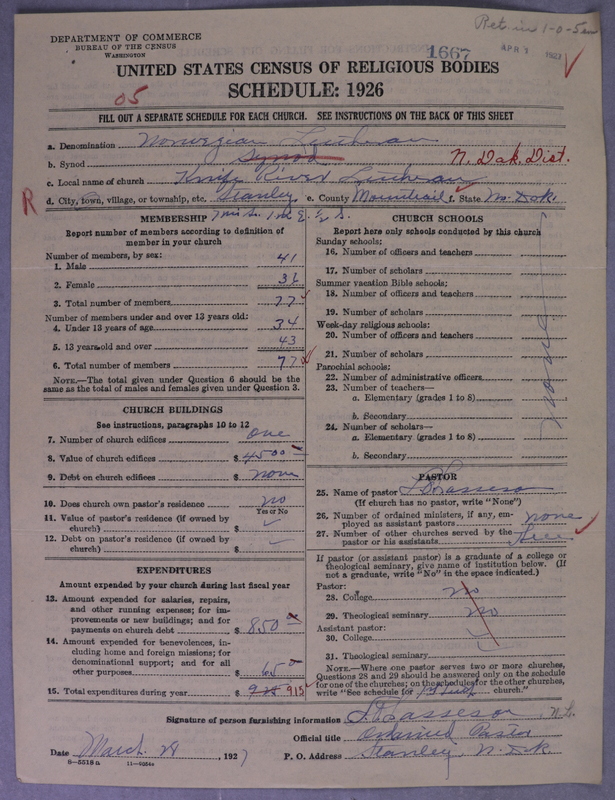 Ret. in 1-0-5
DEPARTMENT OF COMMERCE
BUREAU OF THE CENSUS
WASHINGTON
1667
APR 1 1927
UNITED STATES CENSUS OF RELIGIOUS BODIES
SCHEDULE: 1926
05
FILL OUT A SEPARATE SCHEDULE FOR EACH CHURCH. SEE INSTRUCTIONS ON THE BACK OF THIS SHEET
a. Denomination Norwegian Lutheran
b. Synod Synod N. Dak. Dist.
c. Local name of church Knife River Lutheran
R d. City, town, village, or township, etc. Stanley e. County Mountrail f. State No. Dak.
MEMBERSHIP
Report number of members according to definition of
member in your church
Number of members, by sex:
1. Male 41
2. Female 36
3. Total number of members 77
Number of members under and over 13 years old:
4. Under 13 years of age 34
5. 13 years old and over 43
6. Total number of members 77
NOTE.—The total given under Question 6 should be the
same as the total of males and females given under Question 3.
CHURCH BUILDINGS
See instructions, paragraphs 10 to 12
7. Number of church edifices one
8. Value of church edifices $ 4500
9. Debt on church edifices $ none
10. Does church own pastor's residence no
Yes or No
11. Value of pastor's residence (if owned by
church) $
12. Debt on pastor's residence (if owned by
church) $
EXPENDITURES
Amount expended by your church during last fiscal year
13. Amount expended for salaries, repairs,
and other running expenses; for im-
provements or new buildings; and for
payments on church debt $ 850
14. Amount expended for benevolences, in-
cluding home and foreign missions; for
denominational support; and for all
other purposes $ 65
15. Total expenditures during year $ 915
CHURCH SCHOOLS
Report here only schools conducted by this church
Sunday schools:
16. Number of officers and teachers
17. Number of scholars
Summer vacation Bible schools:
18. Number of officers and teachers
19. Number of scholars
Week-day religious schools:
20. Number of officers and teachers
21. Number of scholars
Parochial schools:
22. Number of administrative officers
23. Number of teachers—
a. Elementary (grades 1 to 8)
b. Secondary
24. Number of scholars—
a. Elementary (grades 1 to 8)
b. Secondary
none
PASTOR
25. Name of pastor
(If church has no pastor, write "None")
26. Number of ordained ministers, if any, em-
ployed as assistant pastors none
27. Number of other churches served by the
pastor or his assistants
If pastor (or assistant pastor) is a graduate of a college or
theological seminary, give name of institution below. (If
not a graduate, write "No" in the space indicated.)
Pastor:
28. College no
29. Theological seminary no
Assistant pastor:
30. College
31. Theological seminary
NOTE.—Where one pastor serves two or more churches,
Questions 28 and 29 should be answered only on the schedule
for one of the churches; on the schedules for the other churches,
write "See schedule for church."
Signature of person furnishing information
Official title Ordained Pastor
Date March 28, 1927
P. O. Address Stanley, N. Dak.
8—5518 a